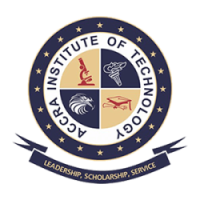 ACCRA INSTITUTE OF TECHNOLOGY
LEADERSHIP, SCHOLARSHIP, SERVICE